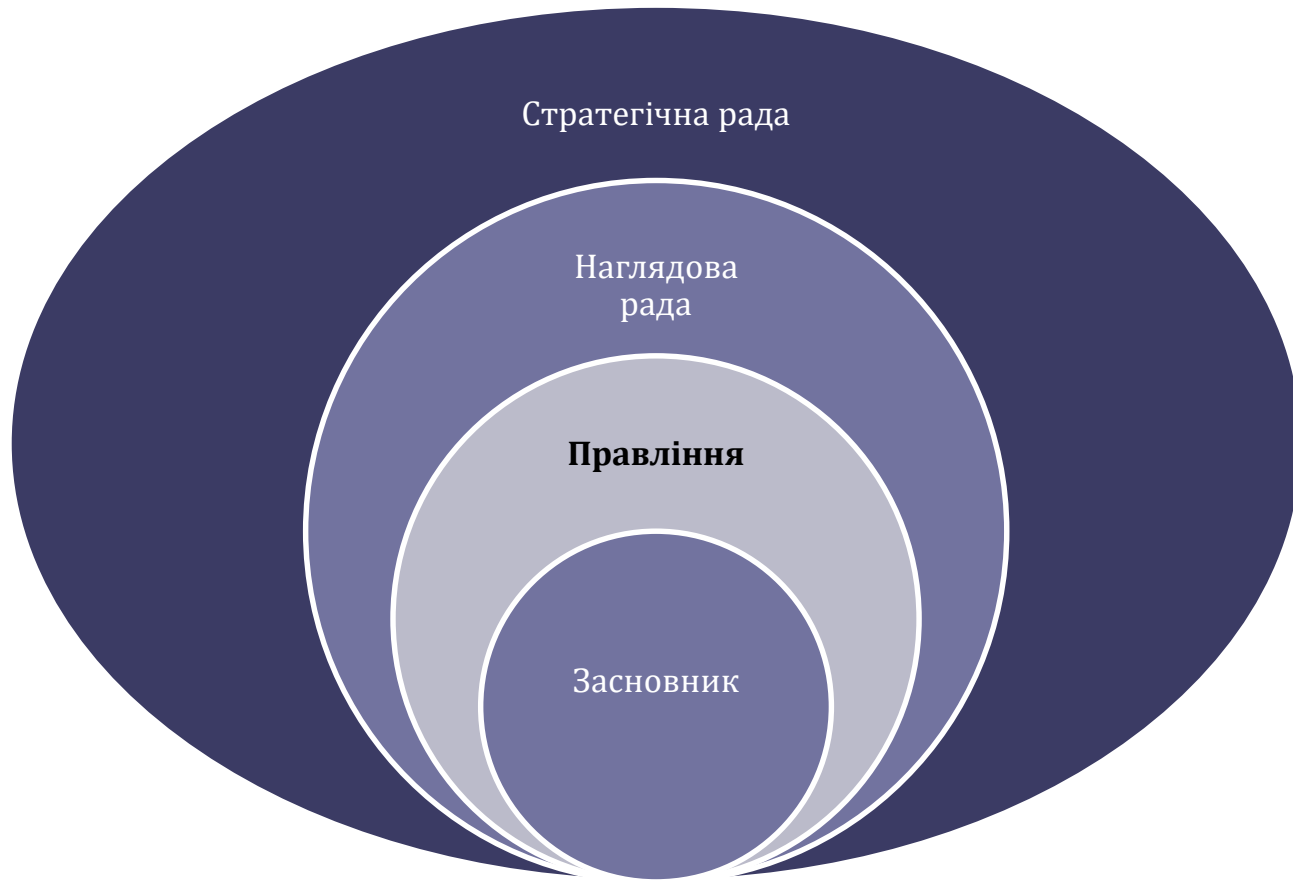 Стратегічна рада
Наглядова
рада
Правління
Засновник